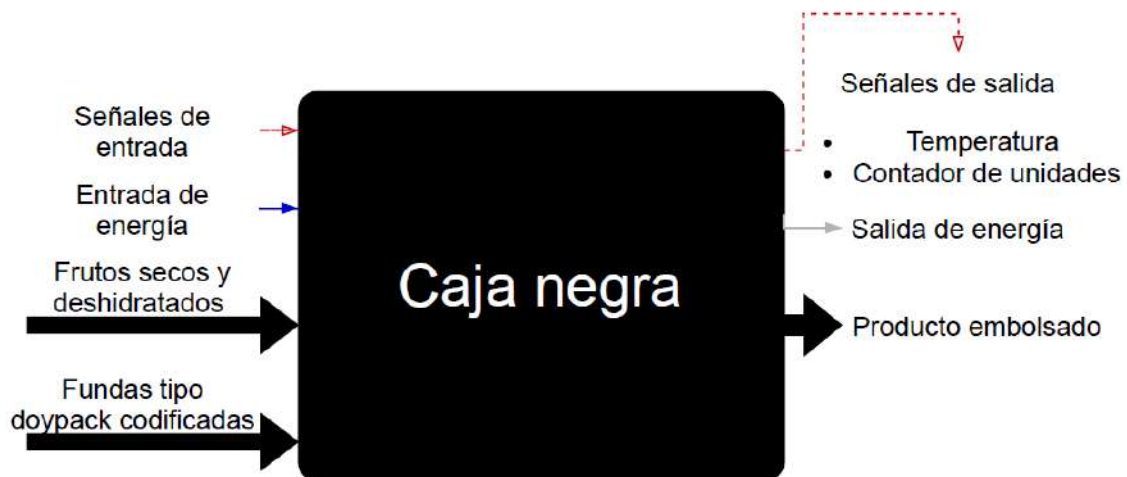 Señales de
entrada
Entrada de
energía
Frutos secos y
deshidratados
Fundas tipo
doypack codificadas
Caja negra
Señales de salida
• Temperatura
• Contador de unidades
Salida de energía
Producto embolsado